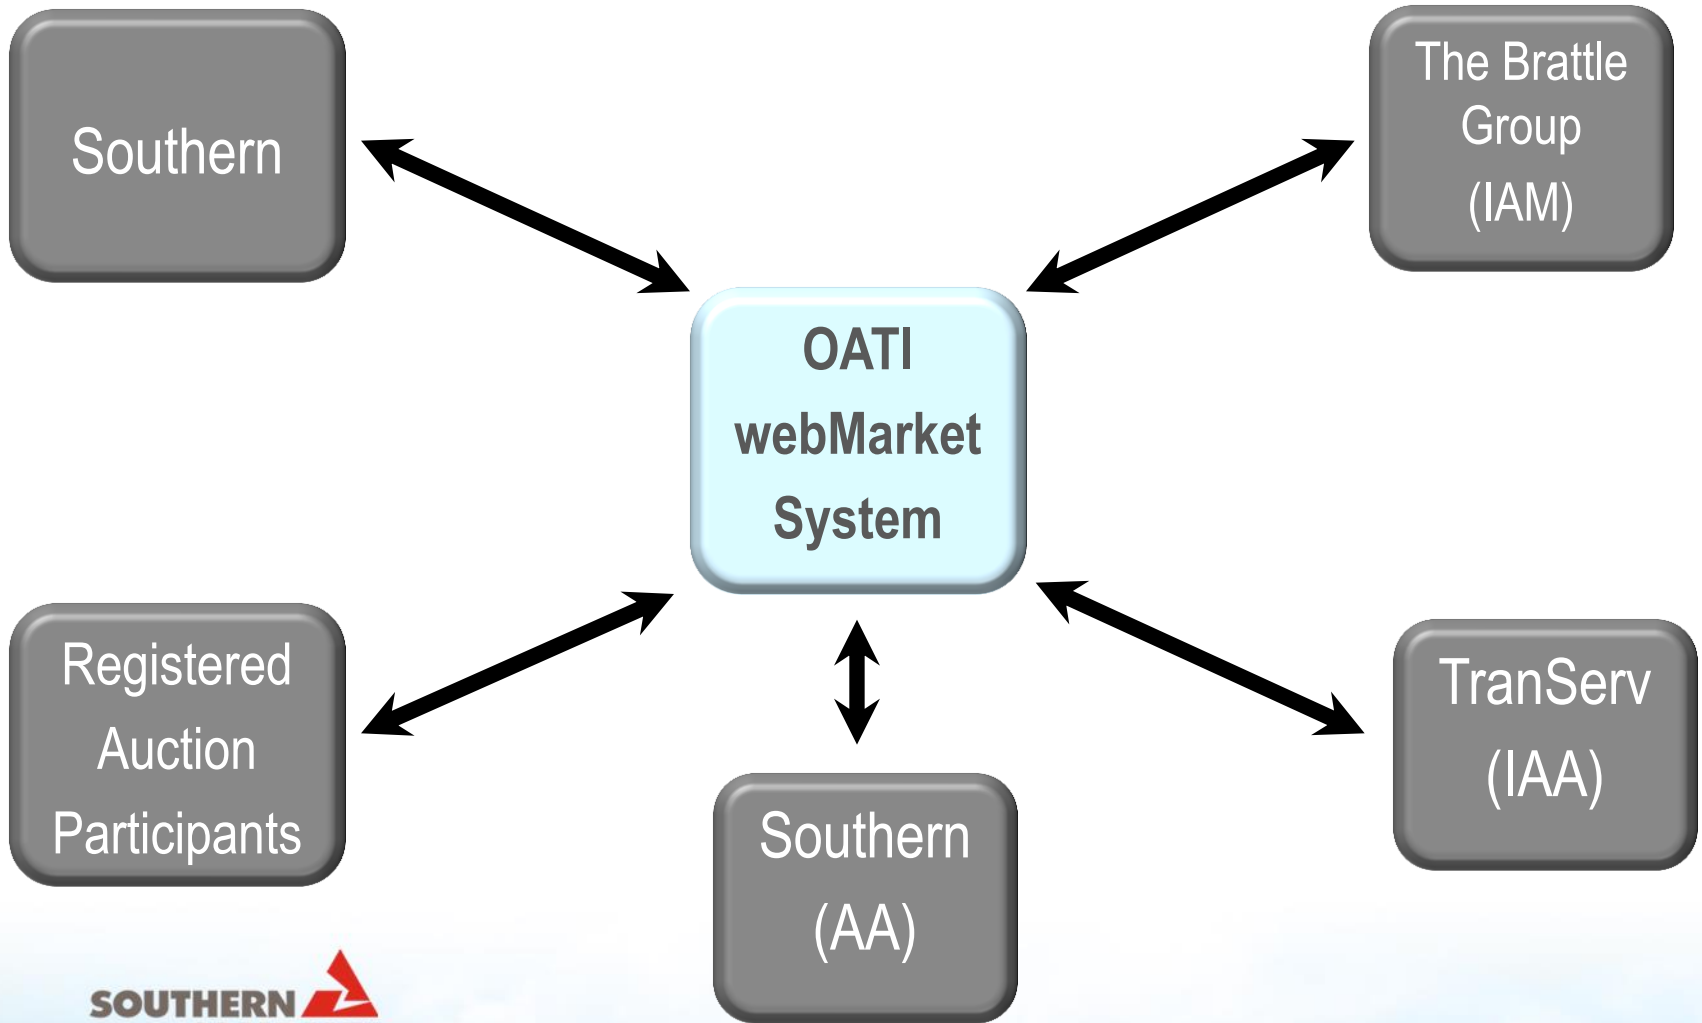 Southern
The Brattle
Group
(IAM)
OATI
webMarket
System
Registered
Auction
Participants
Southern
(AA)
TranServ
(IAA)
SOUTHERN